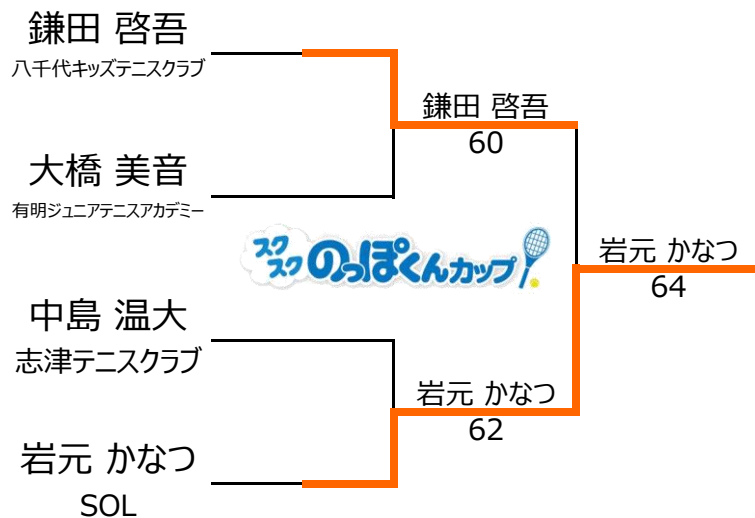 鎌田 啓吾
八千代キッズテニスクラブ
鎌田 啓吾
60
大橋 美音
有明ジュニアテニスアカデミー
スクスク のっぽくんカップ
岩元 かなつ
64
中島 温大
志津テニスクラブ
岩元 かなつ
62
岩元 かなつ
SOL